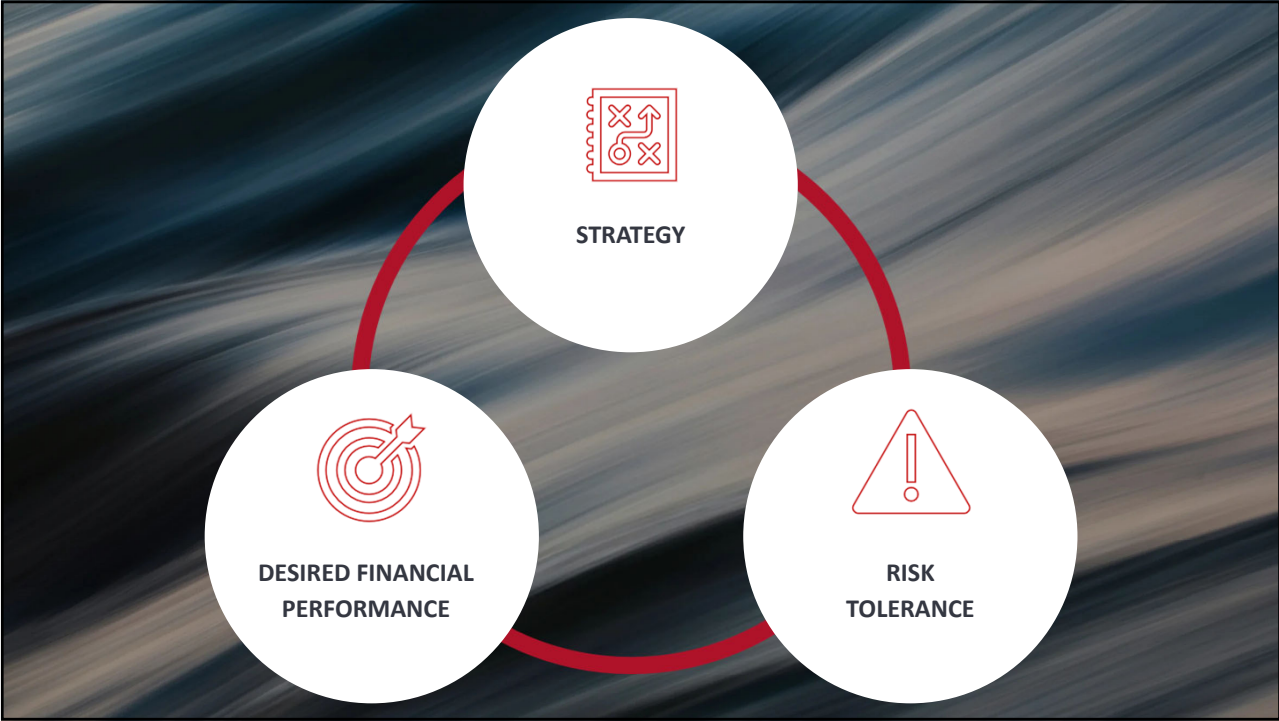 STRATEGY
DESIRED FINANCIAL
PERFORMANCE
RISK
TOLERANCE